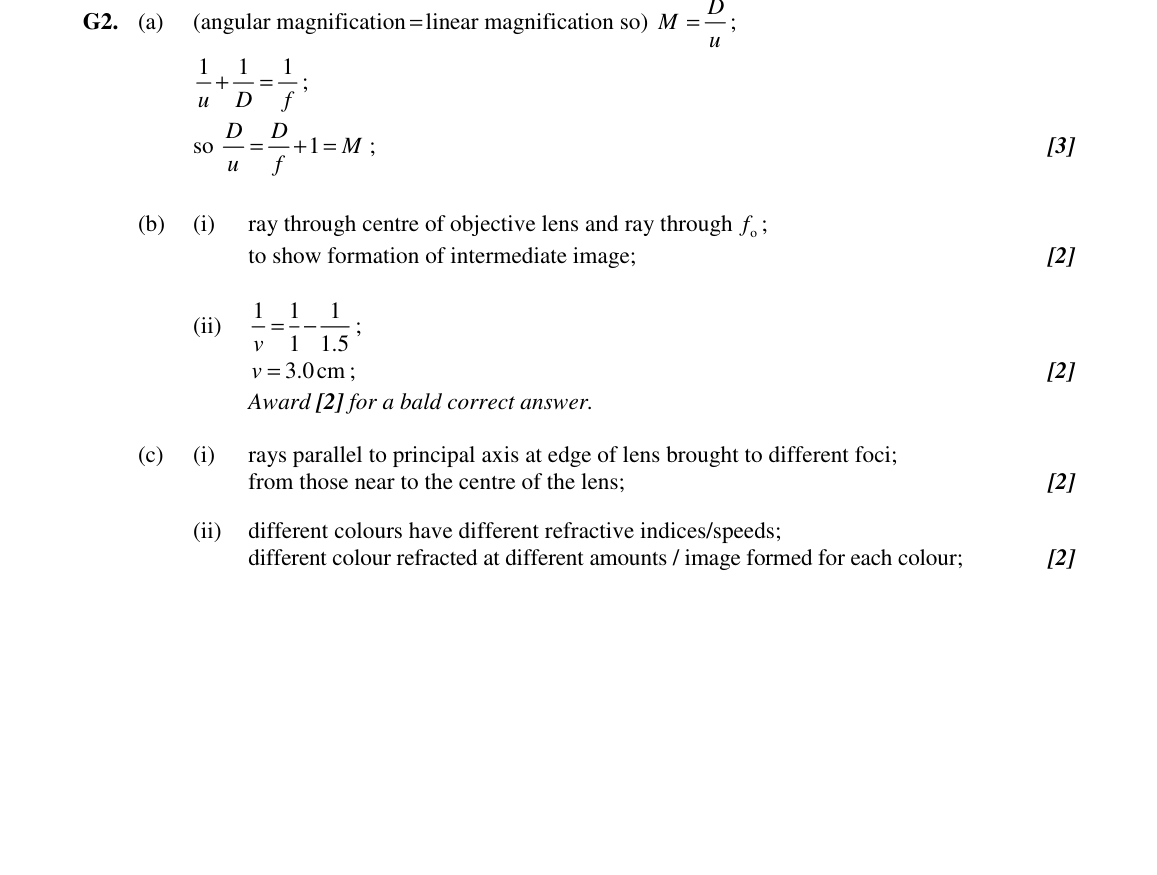 G2. (a) (angular magnification = linear magnification so) M = D/u ;
1/u + 1/D = 1/f ;
so D/u = D/f + 1 = M ; [3]
(b) (i) ray through centre of objective lens and ray through fₒ ;
to show formation of intermediate image; [2]
(ii) 1/v = 1/1 − 1/1.5 ;
v = 3.0 cm ; [2]
Award [2] for a bald correct answer.
(c) (i) rays parallel to principal axis at edge of lens brought to different foci;
from those near to the centre of the lens; [2]
(ii) different colours have different refractive indices/speeds;
different colour refracted at different amounts / image formed for each colour; [2]